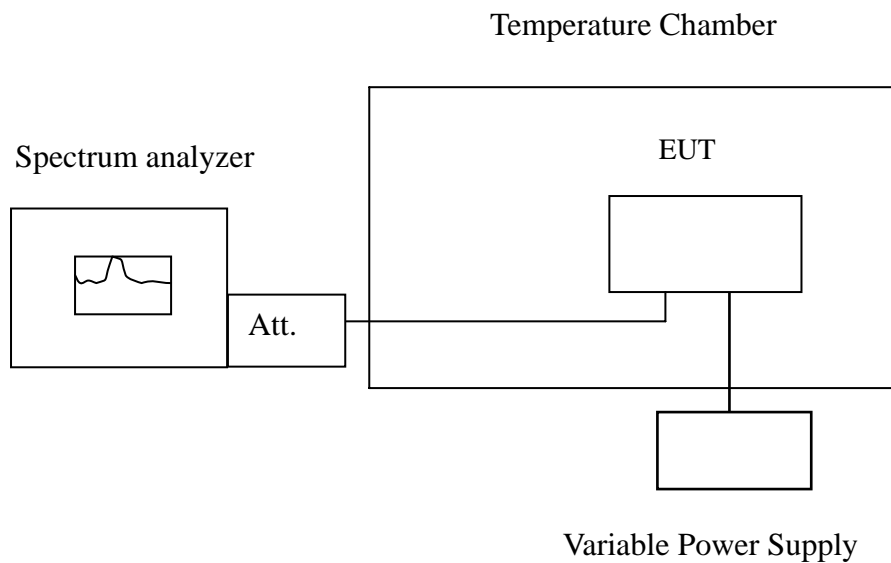 Temperature Chamber
Spectrum analyzer
EUT
Att.
Variable Power Supply